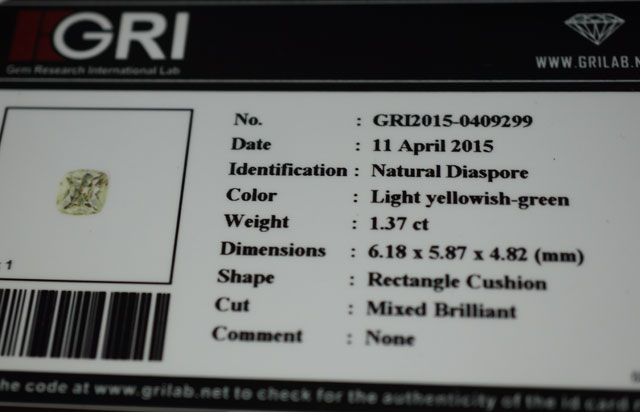 GRI
Gem Research International Lab
WWW.GRILAB.N
No. : GRI2015-0409299
Date : 11 April 2015
Identification : Natural Diaspore
Color : Light yellowish-green
Weight : 1.37 ct
Dimensions : 6.18 x 5.87 x 4.82 (mm)
Shape : Rectangle Cushion
Cut : Mixed Brilliant
Comment : None
: 1
he code at www.grilab.net to check for the authenticity of the id card